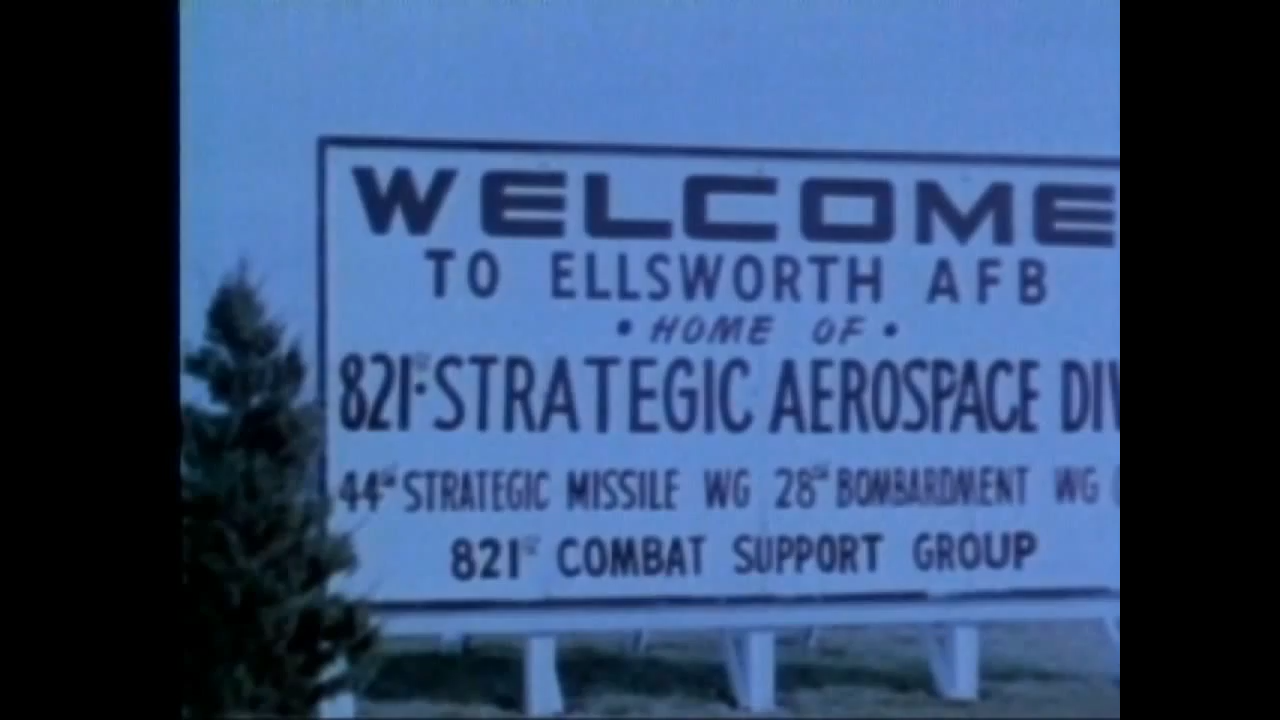 WELCOME
TO ELLSWORTH AFB
• HOME OF •
821ST STRATEGIC AEROSPACE DIV
44TH STRATEGIC MISSILE WG 28TH BOMBARDMENT WG
821ST COMBAT SUPPORT GROUP